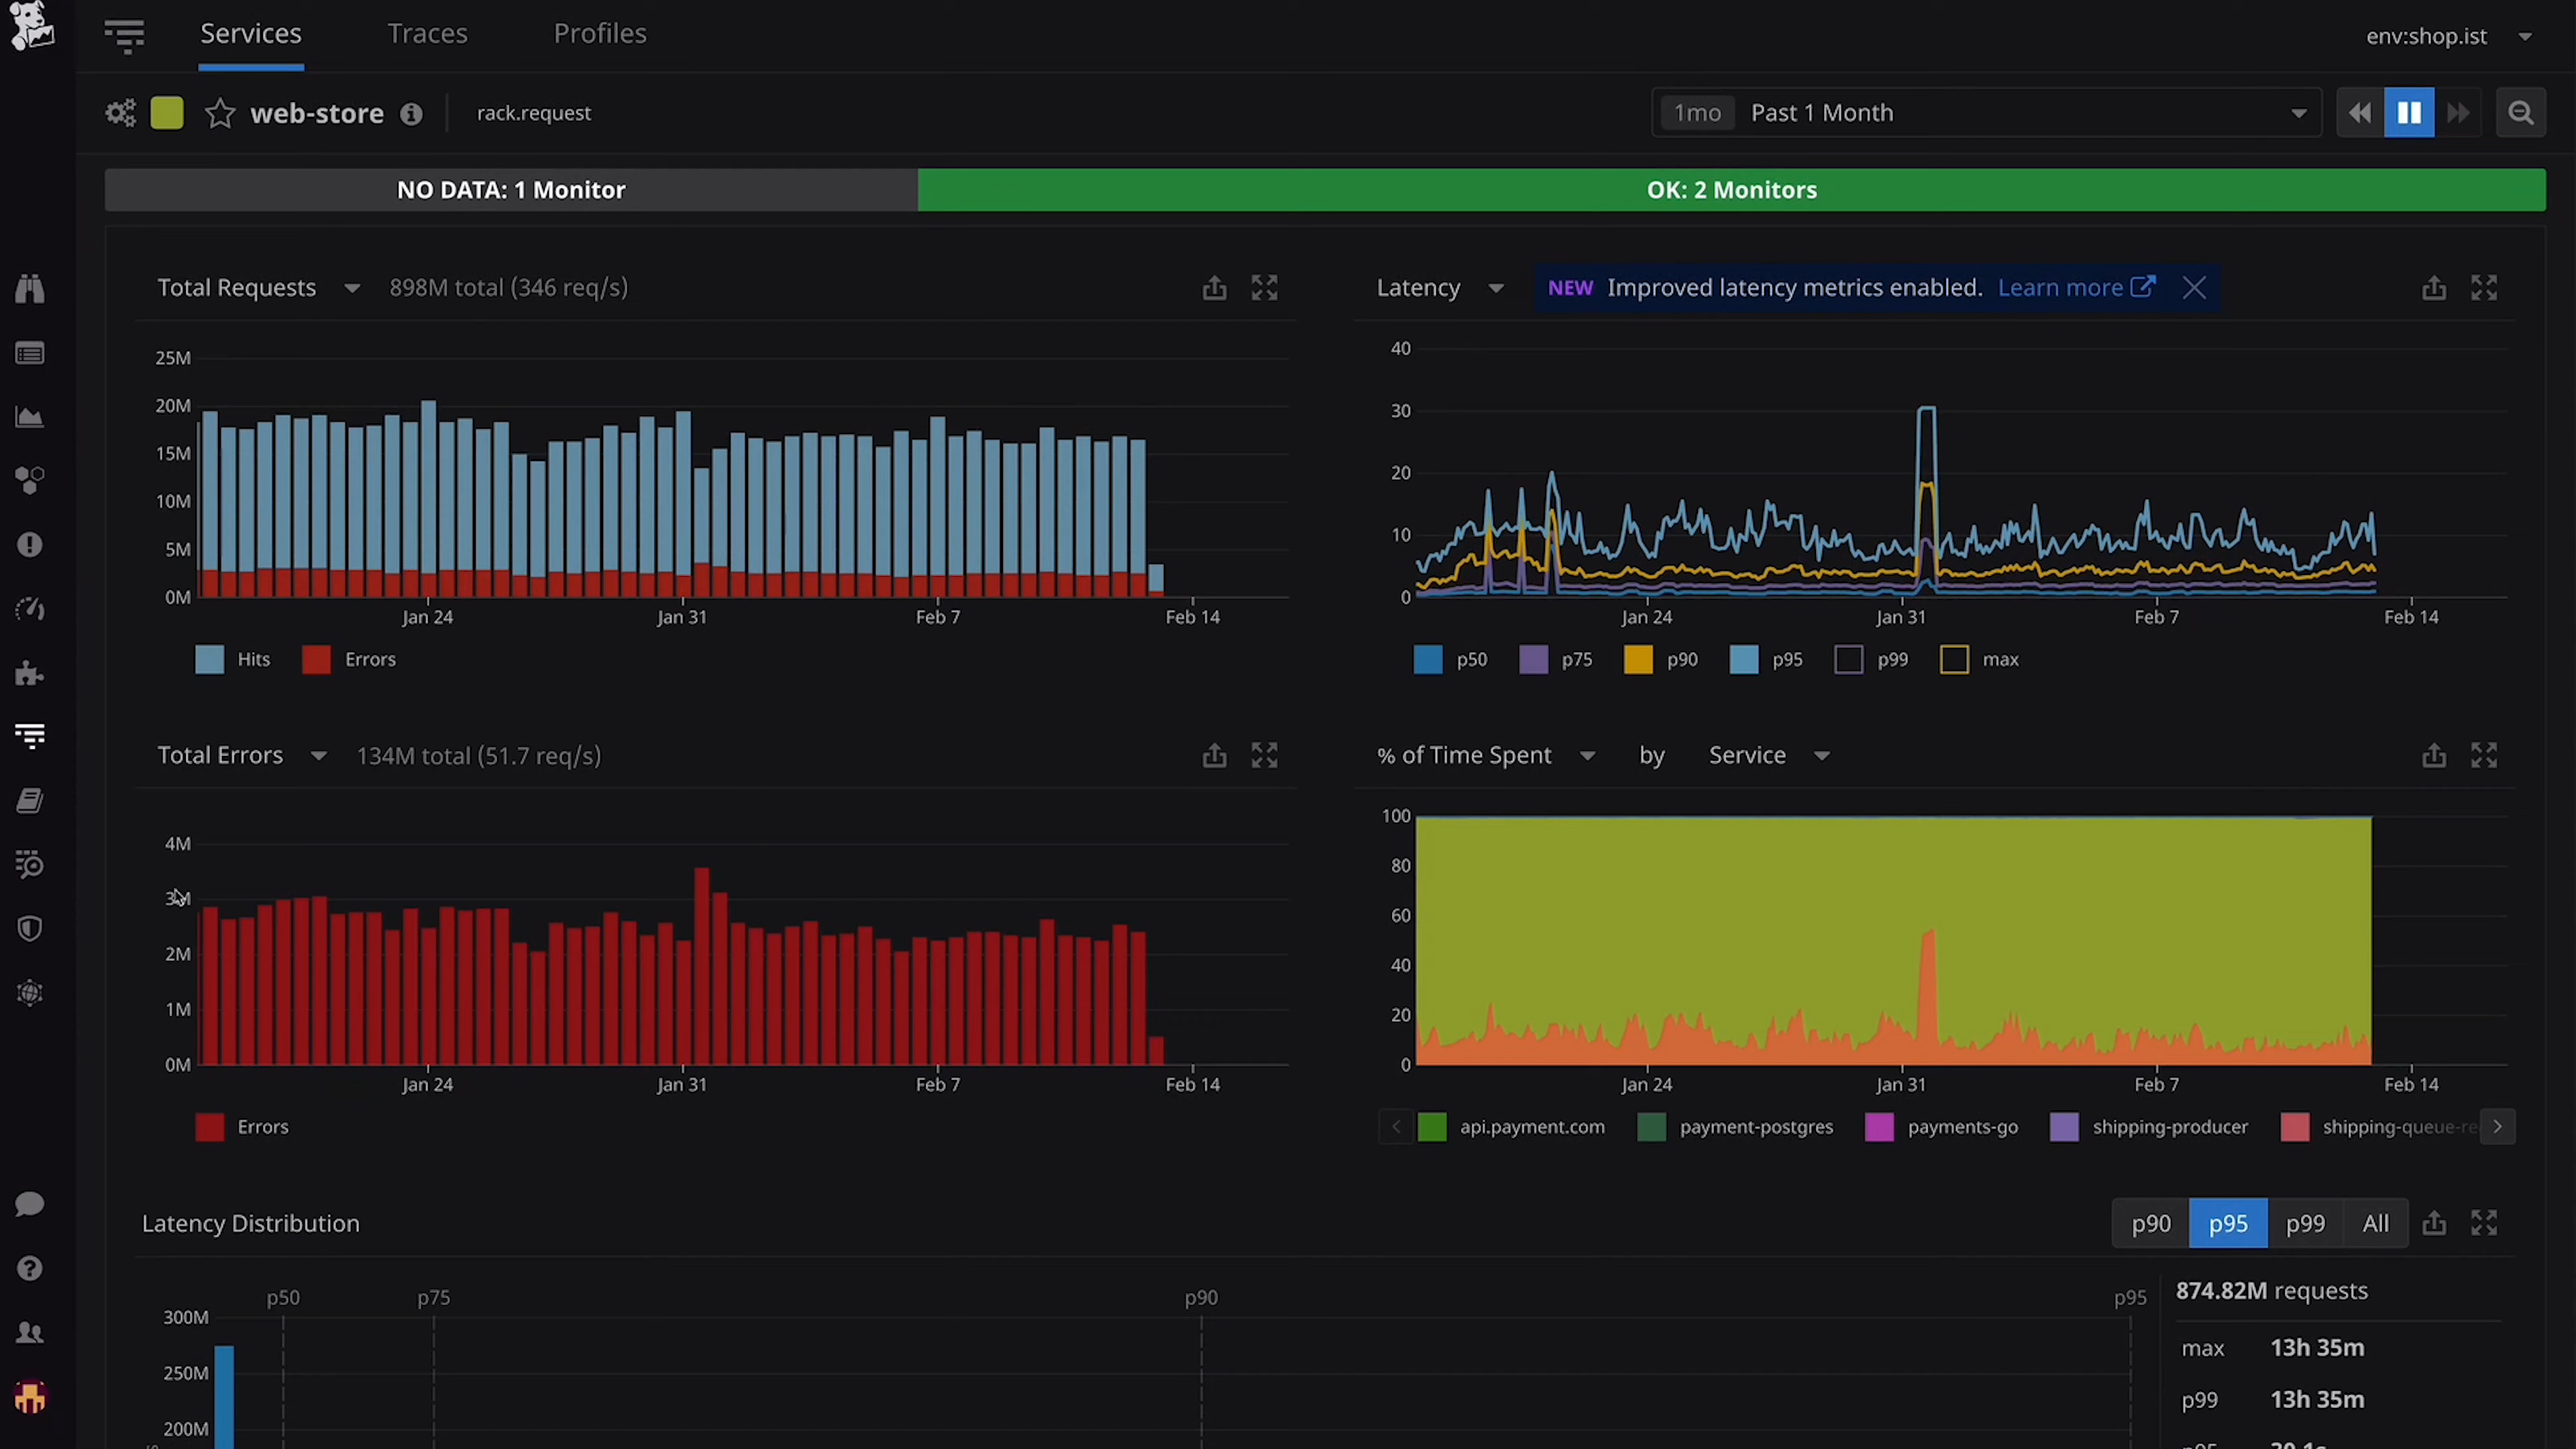 Services Traces Profiles env:shop.ist
web-store rack.request 1mo Past 1 Month
NO DATA: 1 Monitor OK: 2 Monitors
Total Requests 898M total (346 req/s)
25M
20M
15M
10M
5M
0M
Jan 24 Jan 31 Feb 7 Feb 14
Hits Errors
Latency NEW Improved latency metrics enabled. Learn more
40
30
20
10
0
Jan 24 Jan 31 Feb 7 Feb 14
p50 p75 p90 p95 p99 max
Total Errors 134M total (51.7 req/s)
4M
3M
2M
1M
0M
Jan 24 Jan 31 Feb 7 Feb 14
Errors
% of Time Spent by Service
100
80
60
40
20
0
Jan 24 Jan 31 Feb 7 Feb 14
api.payment.com payment-postgres payments-go shipping-producer shipping-queue-re
Latency Distribution p90 p95 p99 All
p50 p75 p90 p95
300M
250M
200M
874.82M requests
max 13h 35m
p99 13h 35m